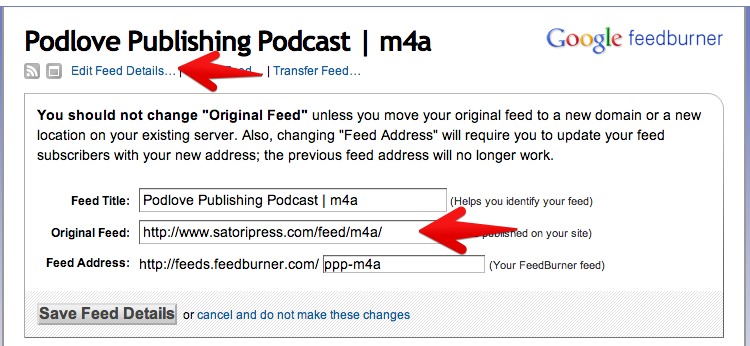 Podlove Publishing Podcast | m4a
Google feedburner
Edit Feed Details… | Feed… | Transfer Feed…
You should not change "Original Feed" unless you move your original feed to a new domain or a new
location on your existing server. Also, changing "Feed Address" will require you to update your feed
subscribers with your new address; the previous feed address will no longer work.
Feed Title: Podlove Publishing Podcast | m4a (Helps you identify your feed)
Original Feed: http://www.satoripress.com/feed/m4a/ published on your site)
Feed Address: http://feeds.feedburner.com/ ppp-m4a (Your FeedBurner feed)
Save Feed Details or cancel and do not make these changes